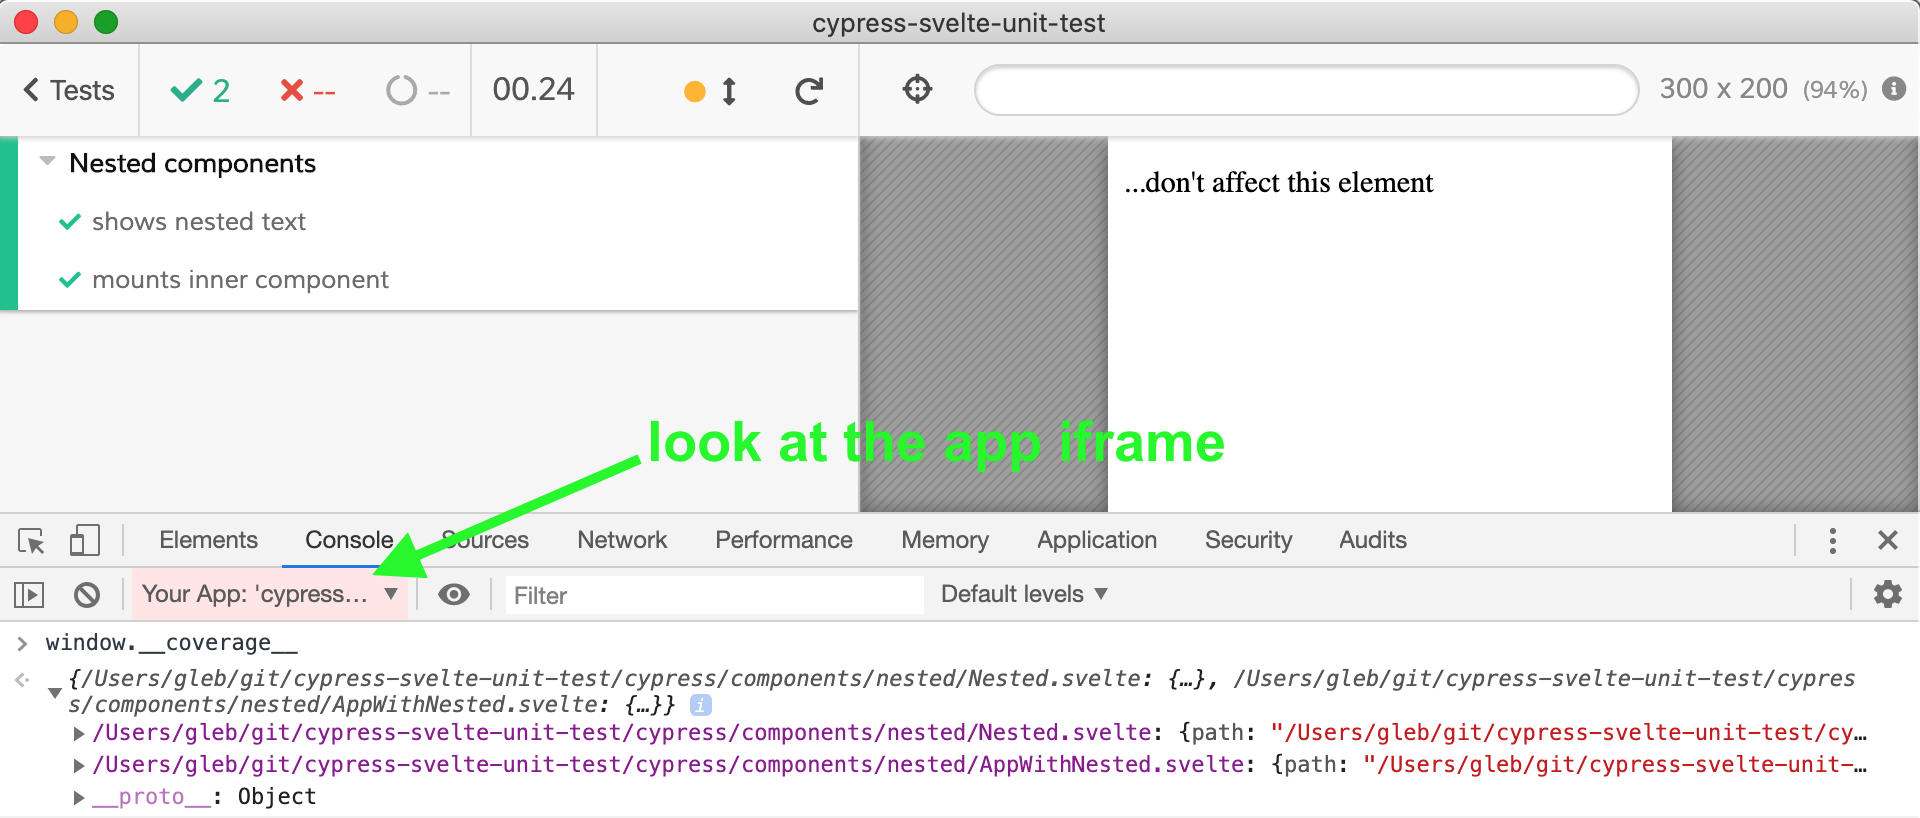 cypress-svelte-unit-test
Tests 2 -- -- 00.24 300 x 200 (94%)
Nested components
shows nested text
mounts inner component
...don't affect this element
look at the app iframe
Elements Console Sources Network Performance Memory Application Security Audits
Your App: 'cypress... ▼ Filter Default levels ▼
> window.__coverage__
{/Users/gleb/git/cypress-svelte-unit-test/cypress/components/nested/Nested.svelte: {…}, /Users/gleb/git/cypress-svelte-unit-test/cypres
s/components/nested/AppWithNested.svelte: {…}} i
/Users/gleb/git/cypress-svelte-unit-test/cypress/components/nested/Nested.svelte: {path: "/Users/gleb/git/cypress-svelte-unit-test/cy…
/Users/gleb/git/cypress-svelte-unit-test/cypress/components/nested/AppWithNested.svelte: {path: "/Users/gleb/git/cypress-svelte-unit-…
__proto__: Object